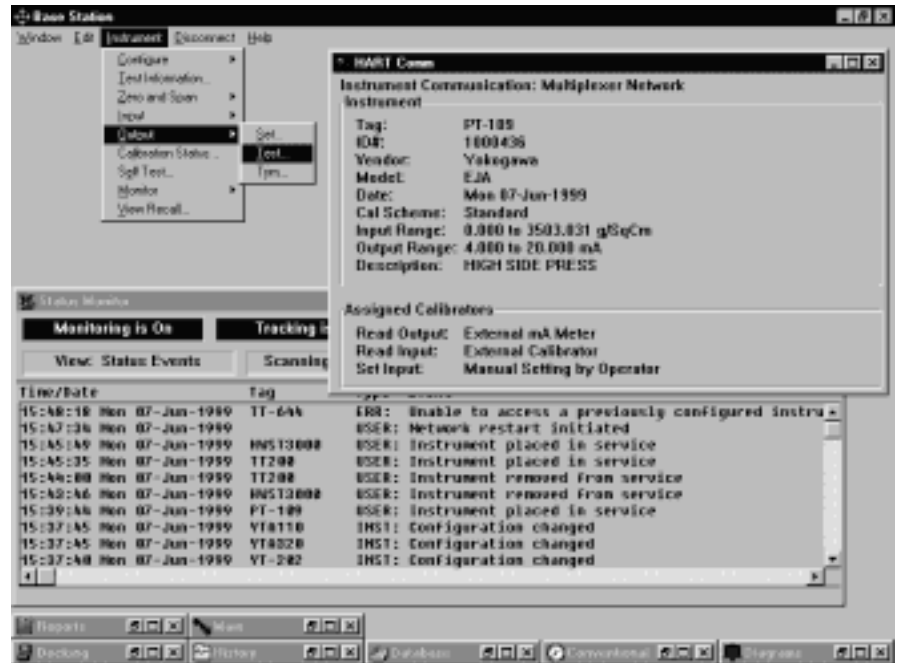 Base Station
Window Edit Instrument Disconnect Help
Configure
Test Information...
Zero and Span
Input
Output
Calibration Status...
Self Test...
Monitor
View Recall...
Set...
Test...
Trim...
HART Comm
Instrument Communication: Multiplexer Network
Instrument
Tag: PT-109
ID#: 1000436
Vendor: Yokogawa
Model: EJA
Date: Mon 07-Jun-1999
Cal Scheme: Standard
Input Range: 0.000 to 3503.031 g/SqCm
Output Range: 4.000 to 20.000 mA
Description: HIGH SIDE PRESS
Assigned Calibrators
Read Output: External mA Meter
Read Input: External Calibrator
Set Input: Manual Setting by Operator
Status Monitor
Monitoring is On Tracking
View: Status Events Scanning
Time/Date Tag
15:48:18 Mon 07-Jun-1999 TT-644 ERR: Unable to access a previously configured instru
15:47:34 Mon 07-Jun-1999 USER: Network restart initiated
15:45:49 Mon 07-Jun-1999 HNST3000 USER: Instrument placed in service
15:45:35 Mon 07-Jun-1999 TT200 USER: Instrument placed in service
15:44:00 Mon 07-Jun-1999 TT200 USER: Instrument removed from service
15:43:46 Mon 07-Jun-1999 HNST3000 USER: Instrument removed from service
15:39:44 Mon 07-Jun-1999 PT-109 USER: Instrument placed in service
15:37:45 Mon 07-Jun-1999 YTA110 INST: Configuration changed
15:37:45 Mon 07-Jun-1999 YTA320 INST: Configuration changed
15:37:40 Mon 07-Jun-1999 YT-202 INST: Configuration changed
Reports Main
Docking History Database Conventional Diagrams